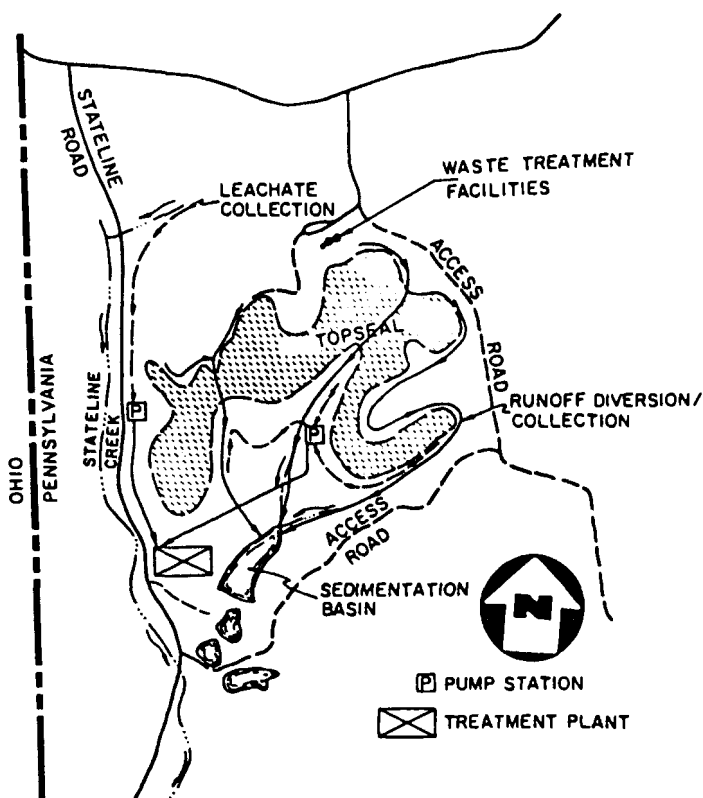 STATELINE
ROAD
LEACHATE
COLLECTION
WASTE TREATMENT
FACILITIES
ACCESS
ROAD
TOPSEAL
RUNOFF DIVERSION/
COLLECTION
P
P
STATELINE
CREEK
OHIO
PENNSYLVANIA
ACCESS
ROAD
SEDIMENTATION
BASIN
N
P PUMP STATION
TREATMENT PLANT